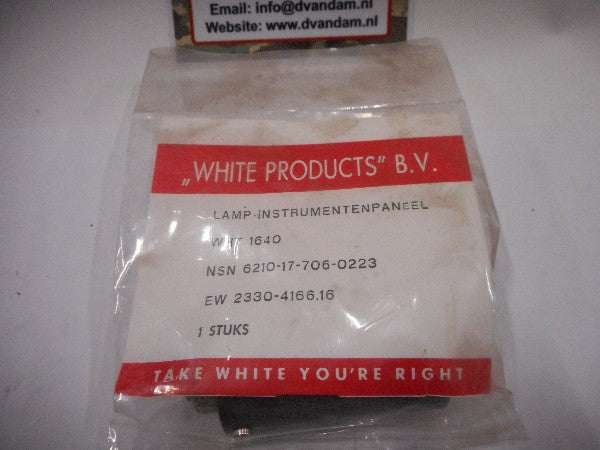 Email: info@dvandam.nl
Website: www.dvandam.nl
„WHITE PRODUCTS" B.V.
LAMP-INSTRUMENTENPANEEL
1640
NSN 6210-17-706-0223
EW 2330-4166.16
1 STUKS
TAKE WHITE YOU'RE RIGHT